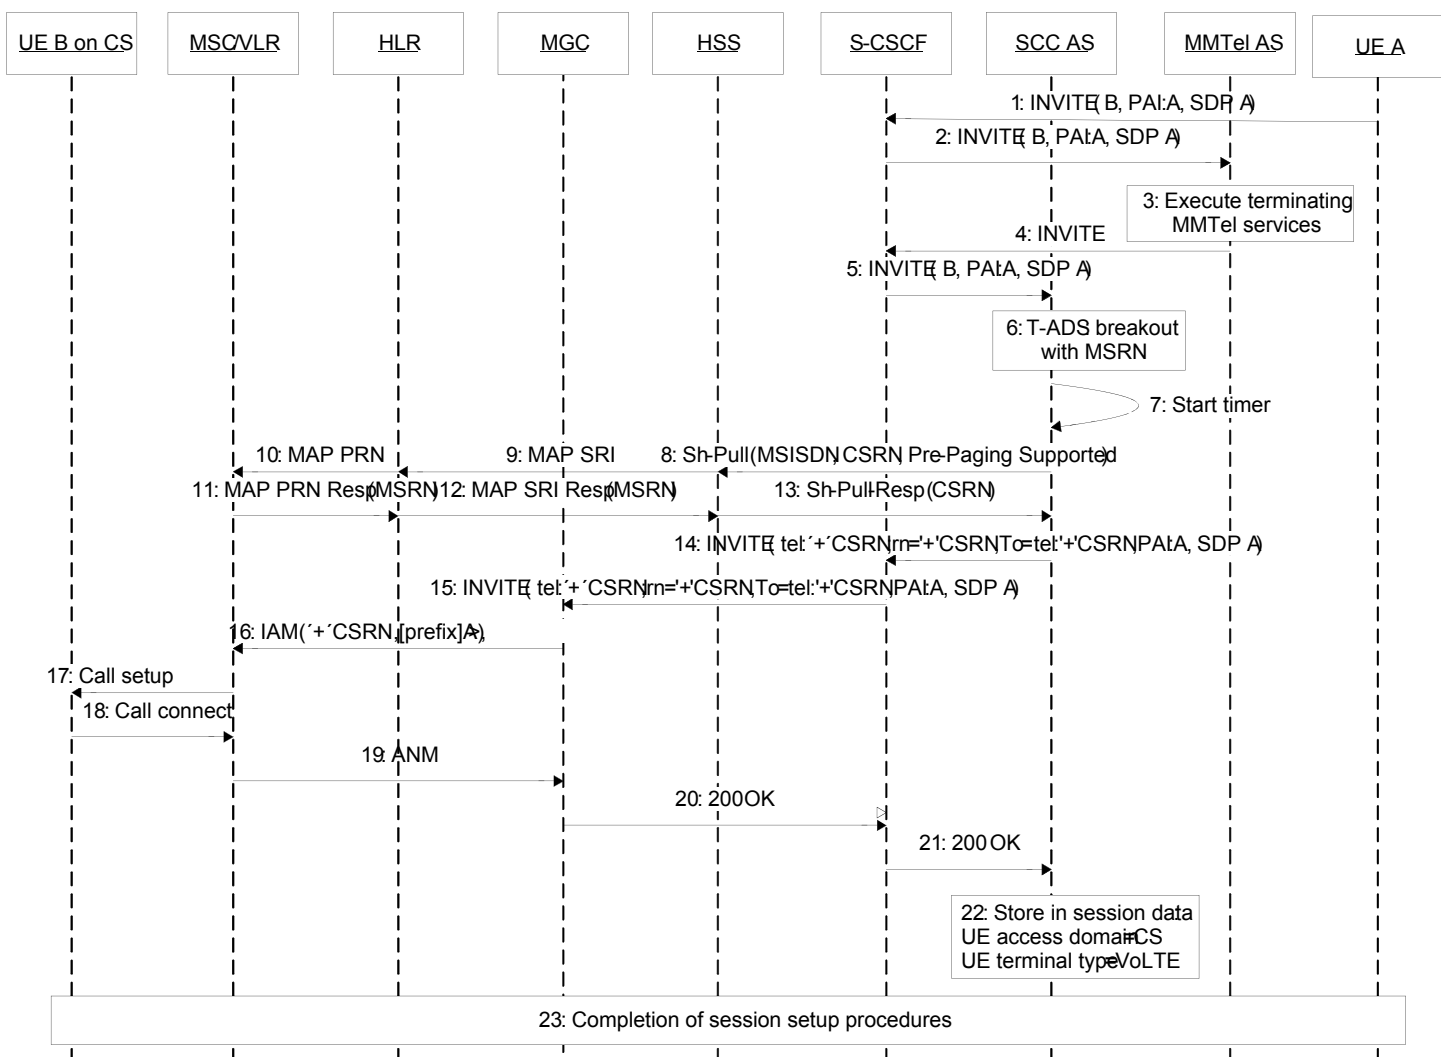 UE B on CS
MSC/VLR
HLR
MGC
HSS
S-CSCF
SCC AS
MMTel AS
UE A
1: INVITE( B, PAI:A, SDP A)
2: INVITE( B, PAI:A, SDP A)
3: Execute terminating
MMTel services
4: INVITE
5: INVITE( B, PAI:A, SDP A)
6: T-ADS breakout
with MSRN
7: Start timer
10: MAP PRN
9: MAP SRI
8: Sh-Pull(MSISDN, CSRN, Pre-Paging Supported)
11: MAP PRN Resp(MSRN)
12: MAP SRI Resp(MSRN)
13: Sh-Pull-Resp(CSRN)
14: INVITE( tel:´+´CSRN;rn='+'CSRN,To=tel:'+'CSRN,PAI:A, SDP A)
15: INVITE( tel:´+´CSRN;rn='+'CSRN,To=tel:'+'CSRN,PAI:A, SDP A)
16: IAM(´+´CSRN,[prefix]A>),
17: Call setup
18: Call connect
19: ANM
20: 200OK
21: 200 OK
22: Store in session data:
UE access domain=CS
UE terminal type=VoLTE
23: Completion of session setup procedures